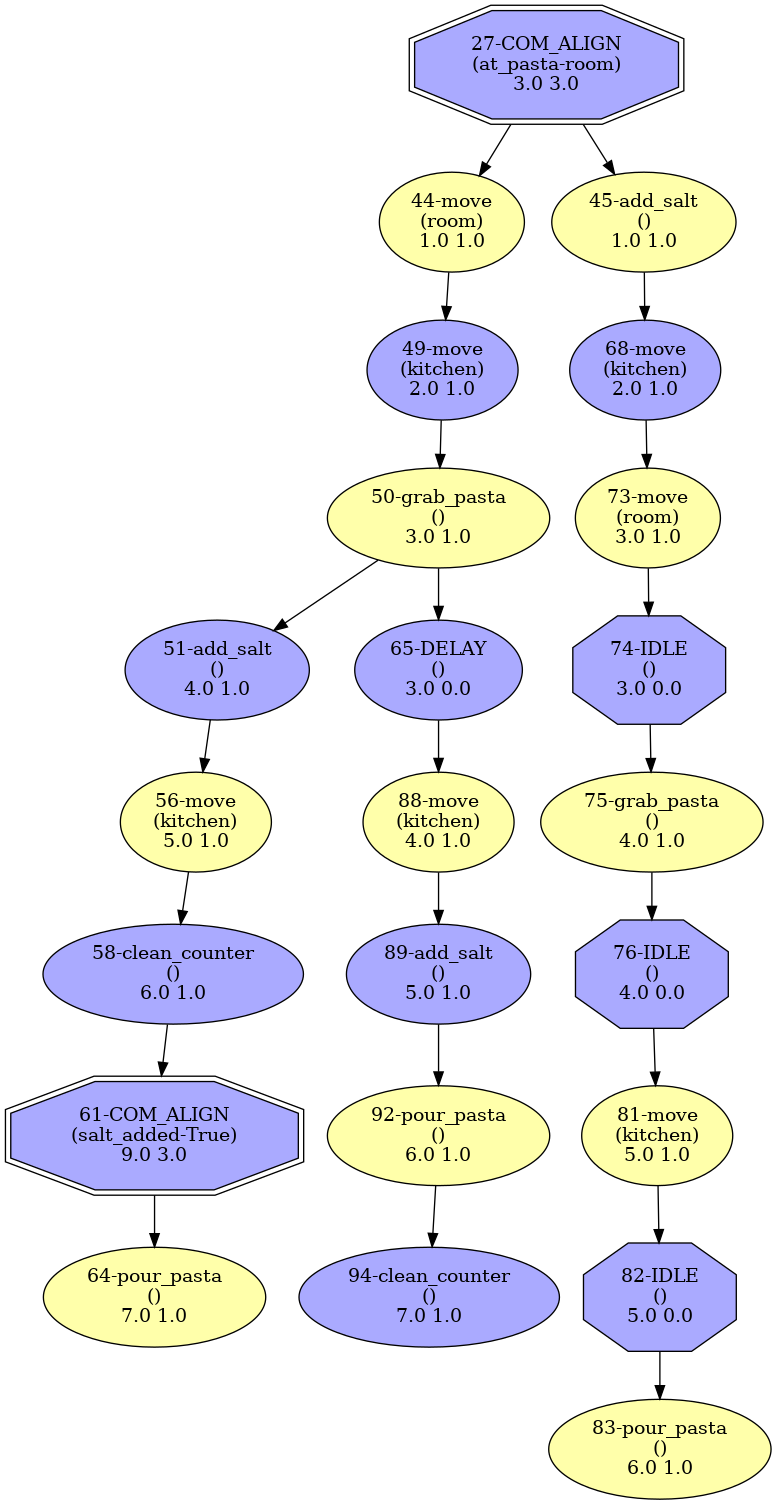 27-COM_ALIGN
(at_pasta-room)
3.0 3.0
44-move
(room)
1.0 1.0
45-add_salt
()
1.0 1.0
49-move
(kitchen)
2.0 1.0
68-move
(kitchen)
2.0 1.0
50-grab_pasta
()
3.0 1.0
73-move
(room)
3.0 1.0
51-add_salt
()
4.0 1.0
65-DELAY
()
3.0 0.0
74-IDLE
()
3.0 0.0
56-move
(kitchen)
5.0 1.0
88-move
(kitchen)
4.0 1.0
75-grab_pasta
()
4.0 1.0
58-clean_counter
()
6.0 1.0
89-add_salt
()
5.0 1.0
76-IDLE
()
4.0 0.0
61-COM_ALIGN
(salt_added-True)
9.0 3.0
92-pour_pasta
()
6.0 1.0
81-move
(kitchen)
5.0 1.0
64-pour_pasta
()
7.0 1.0
94-clean_counter
()
7.0 1.0
82-IDLE
()
5.0 0.0
83-pour_pasta
()
6.0 1.0